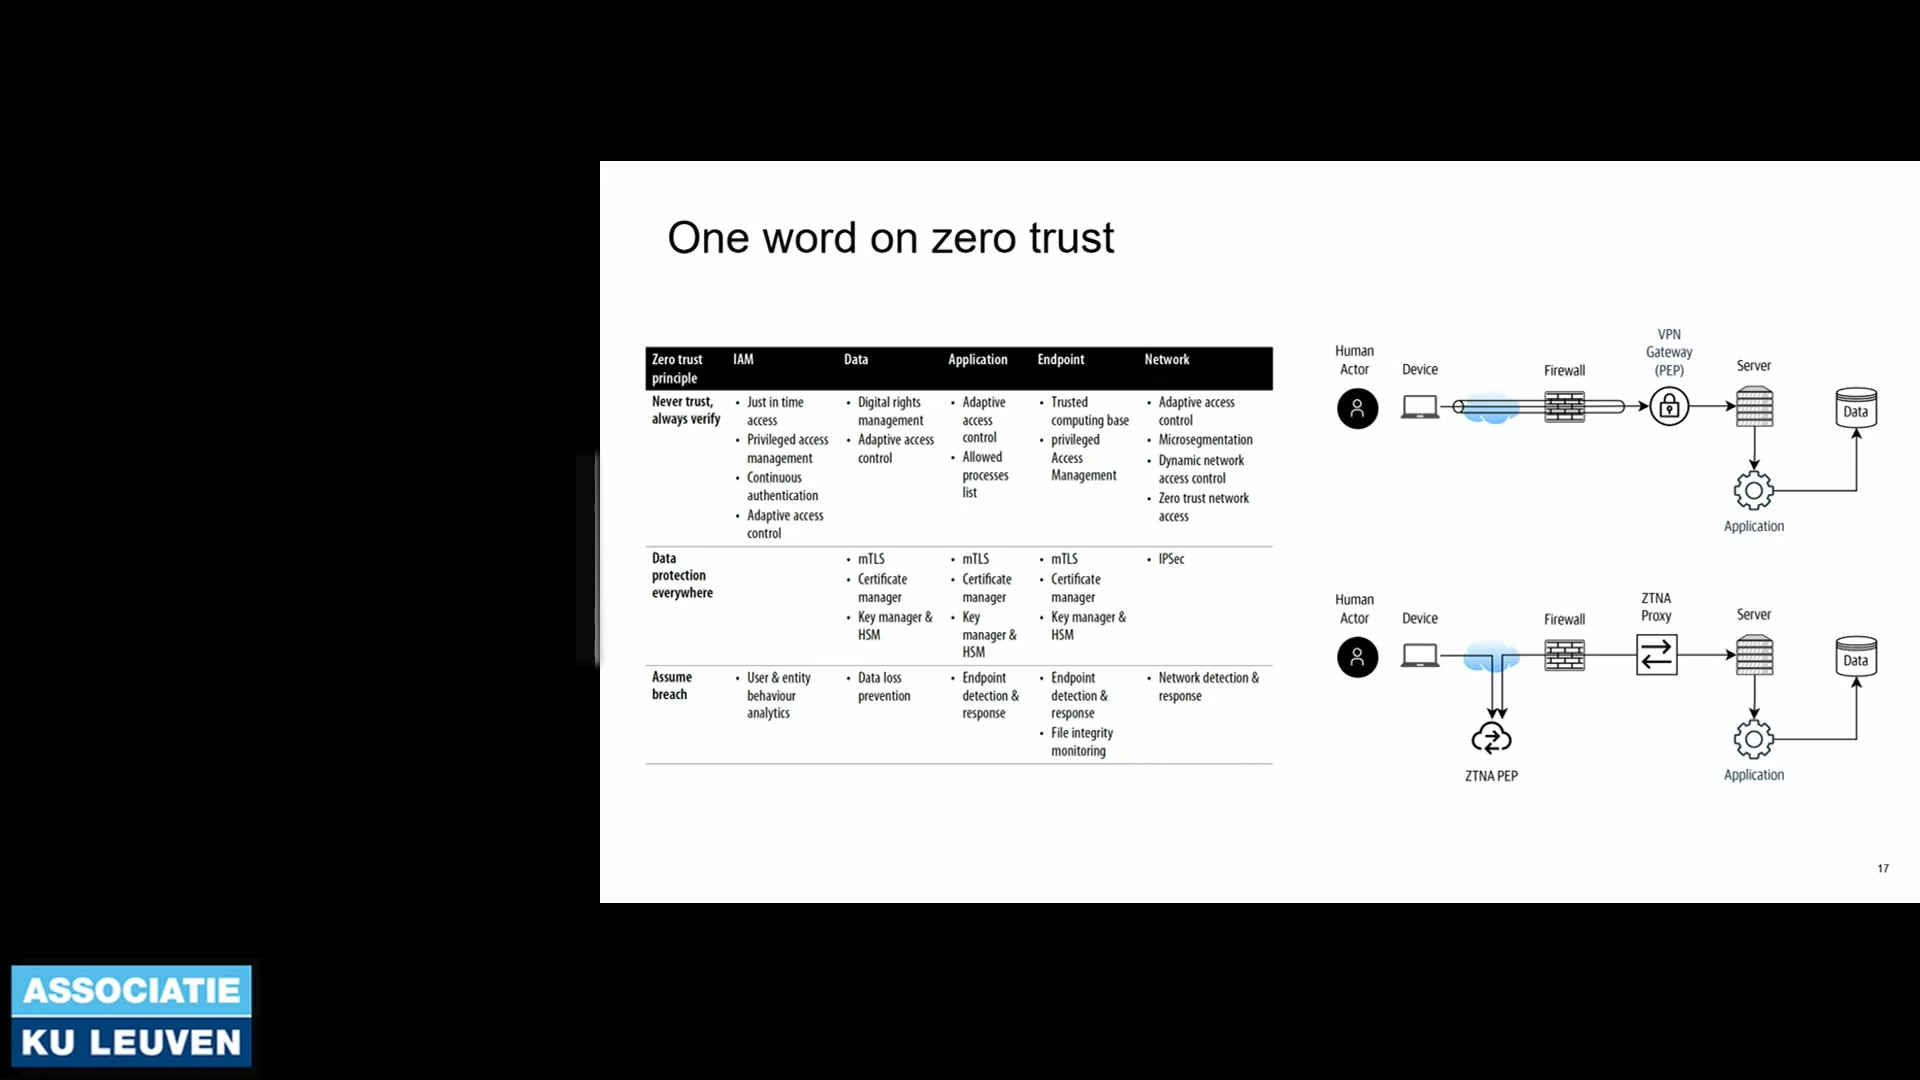 One word on zero trust
Zero trust principle
IAM
Data
Application
Endpoint
Network
Never trust,
always verify
• Just in time
access
• Privileged access
management
• Continuous
authentication
• Adaptive access
control
• Digital rights
management
• Adaptive access
control
• Adaptive
access
control
• Allowed
processes
list
• Trusted
computing base
• privileged
Access
Management
• Adaptive access
control
• Microsegmentation
• Dynamic network
access control
• Zero trust network
access
Data
protection
everywhere
• mTLS
• Certificate
manager
• Key manager &
HSM
• mTLS
• Certificate
manager
• Key
manager &
HSM
• mTLS
• Certificate
manager
• Key manager &
HSM
• IPSec
Assume
breach
• User & entity
behaviour
analytics
• Data loss
prevention
• Endpoint
detection &
response
• Endpoint
detection &
response
• File integrity
monitoring
• Network detection &
response
Human
Actor
Device
Firewall
VPN
Gateway
(PEP)
Server
Data
Application
Human
Actor
Device
Firewall
ZTNA
Proxy
Server
Data
ZTNA PEP
Application
17
ASSOCIATIE
KU LEUVEN